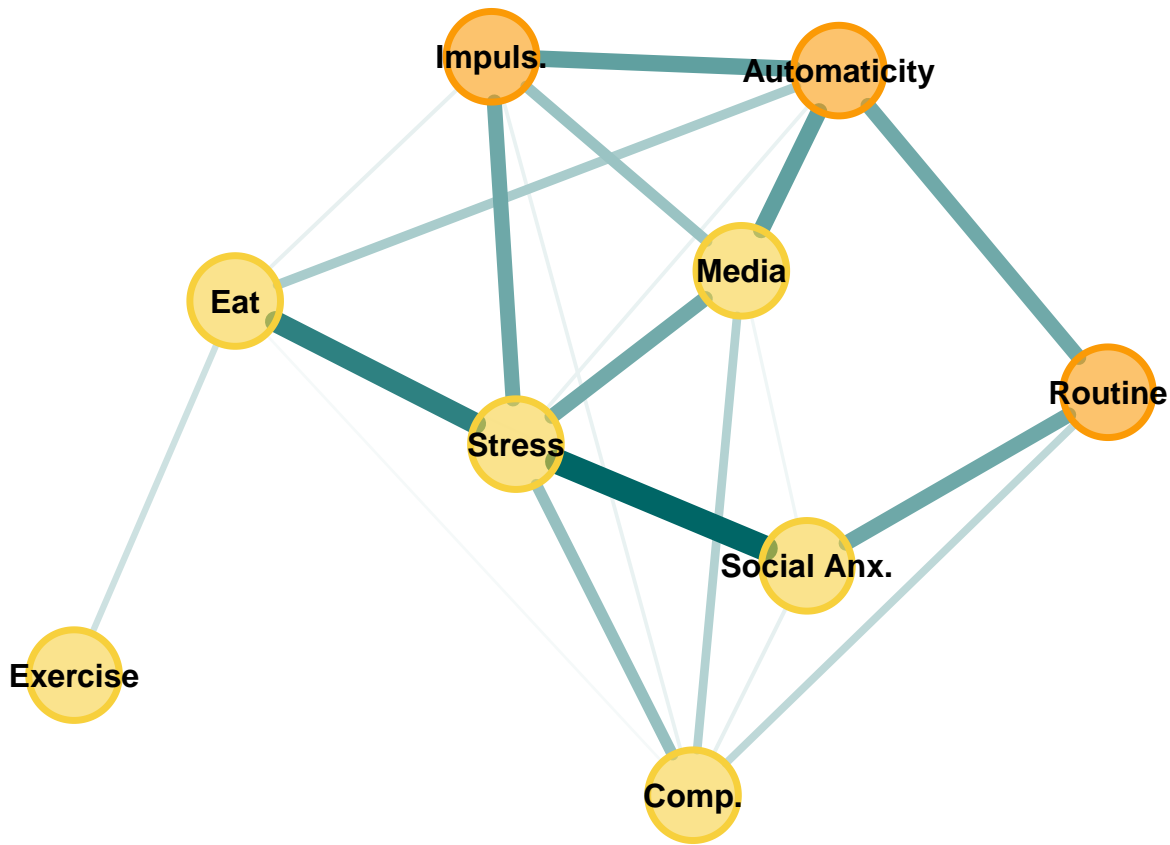 Impuls.
Automaticity
Media
Eat
Routine
Stress
Social Anx.
Exercise
Comp.